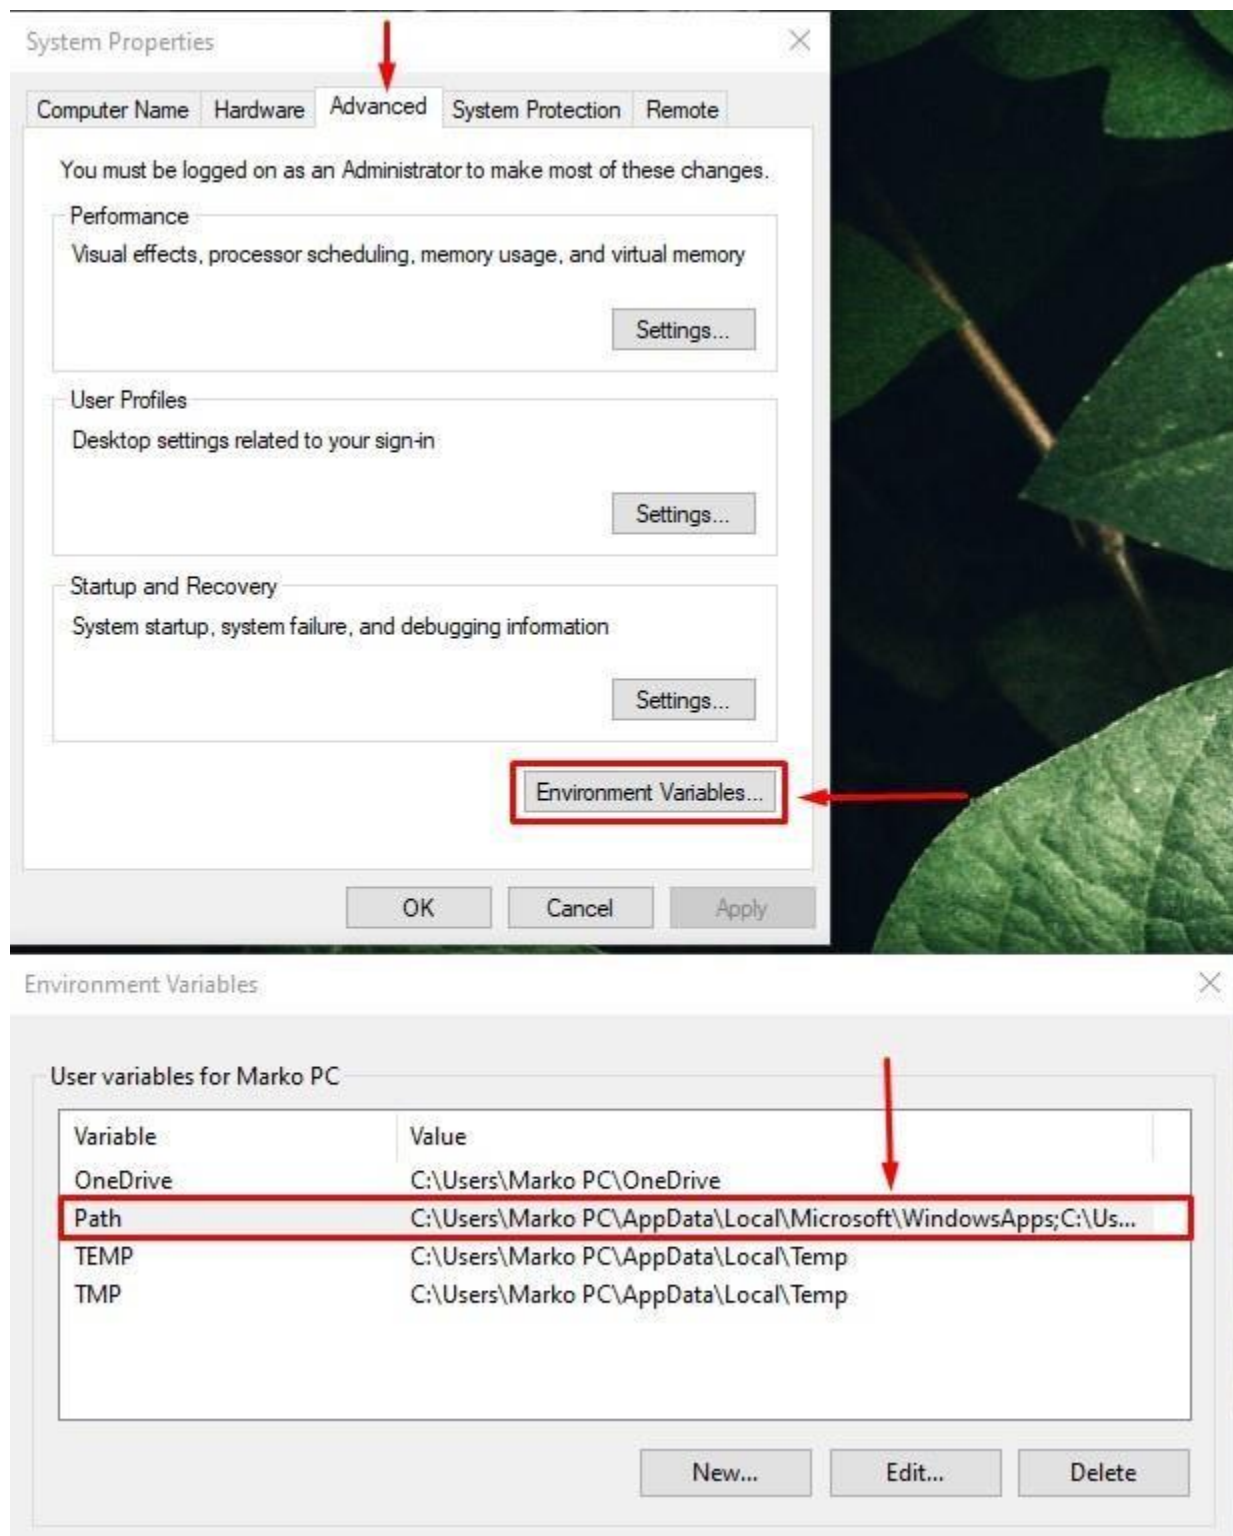 System Properties
Computer Name Hardware Advanced System Protection Remote
You must be logged on as an Administrator to make most of these changes.
Performance
Visual effects, processor scheduling, memory usage, and virtual memory
Settings...
User Profiles
Desktop settings related to your sign-in
Settings...
Startup and Recovery
System startup, system failure, and debugging information
Settings...
Environment Variables...
OK Cancel Apply
Environment Variables
User variables for Marko PC
Variable Value
OneDrive C:\Users\Marko PC\OneDrive
Path C:\Users\Marko PC\AppData\Local\Microsoft\WindowsApps;C:\Us...
TEMP C:\Users\Marko PC\AppData\Local\Temp
TMP C:\Users\Marko PC\AppData\Local\Temp
New... Edit... Delete